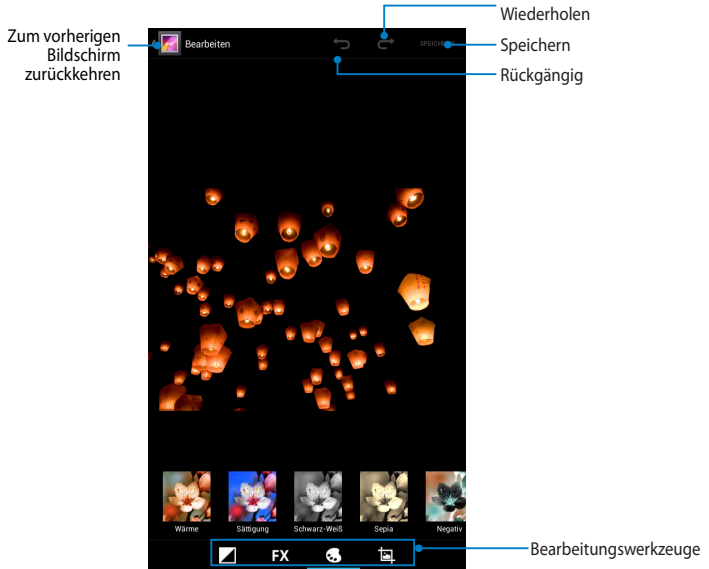 Wiederholen
Zum vorherigen
Bildschirm
zurückkehren
Bearbeiten
SPEICHERN
Speichern
Rückgängig
Wärme
Sättigung
Schwarz-Weiß
Sepia
Negativ
FX
Bearbeitungswerkzeuge